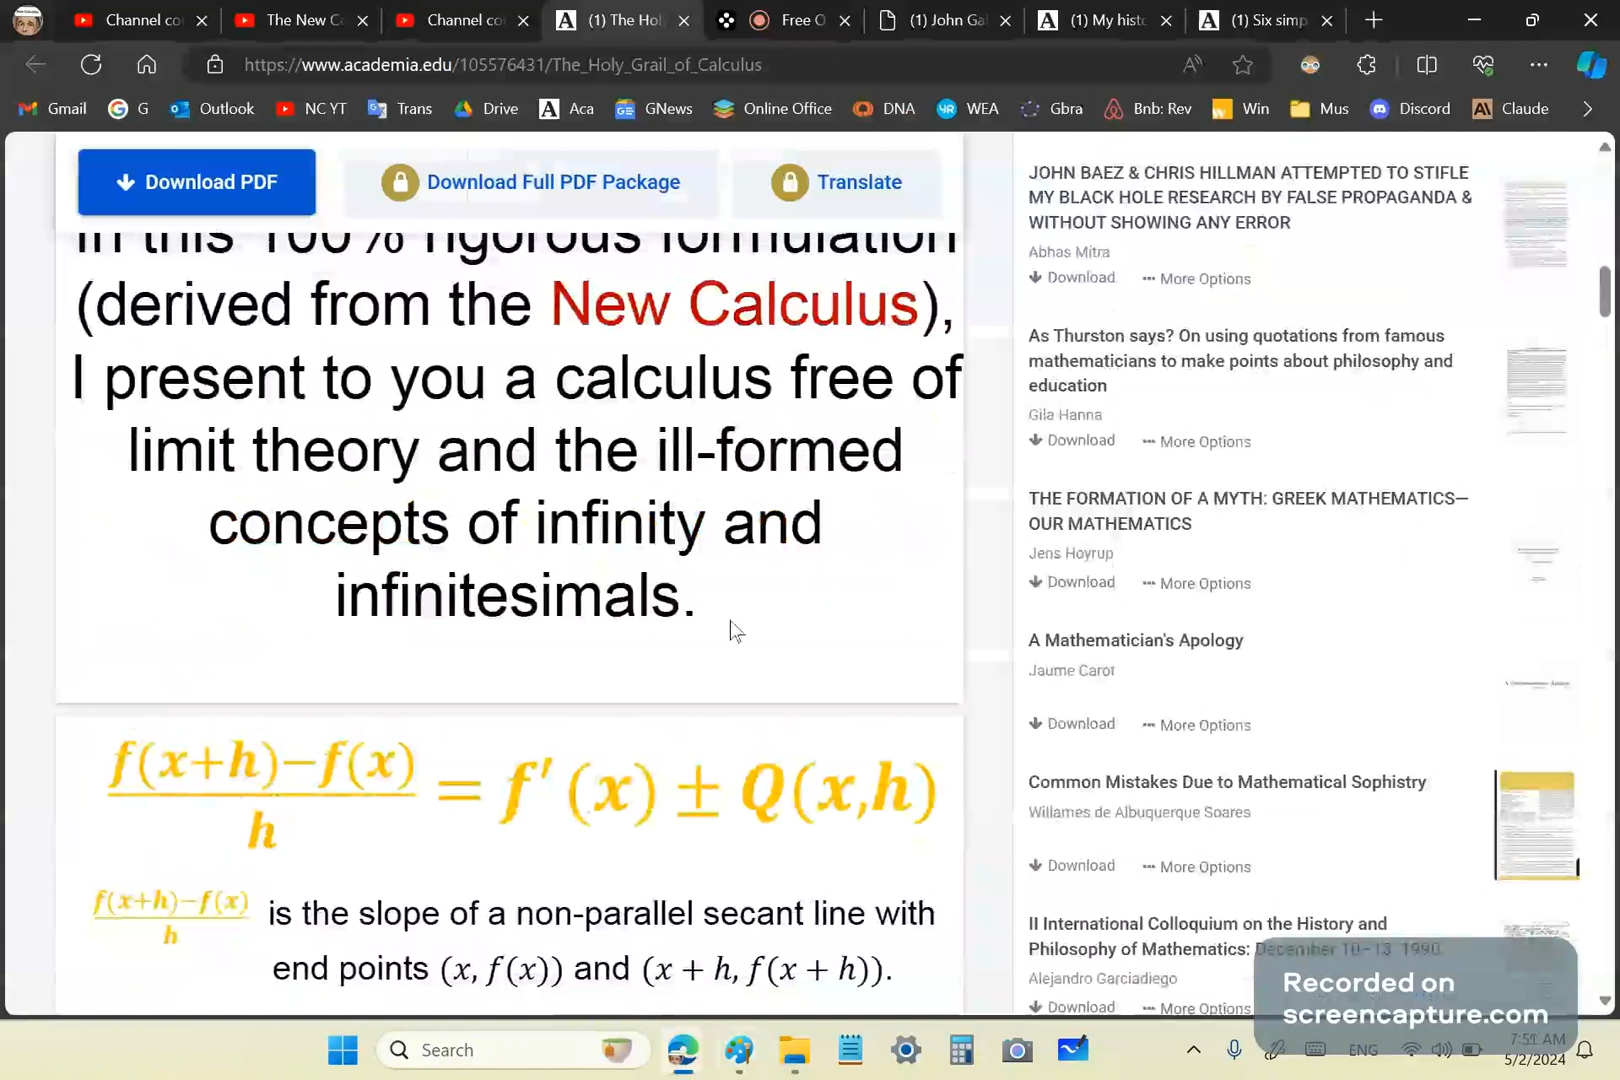 Channel co
The New C
Channel co
(1) The Hol
Free O
(1) John Ga
(1) My hist
(1) Six simp
https://www.academia.edu/105576431/The_Holy_Grail_of_Calculus
Gmail
G
Outlook
NC YT
Trans
Drive
Aca
GNews
Online Office
DNA
WEA
Gbra
Bnb: Rev
Win
Mus
Discord
Claude
Download PDF
Download Full PDF Package
Translate
In this 100% rigorous formulation
(derived from the New Calculus),
I present to you a calculus free of
limit theory and the ill-formed
concepts of infinity and
infinitesimals.
f(x+h)−f(x)
h
= f′(x) ± Q(x,h)
f(x+h)−f(x)
h
is the slope of a non-parallel secant line with
end points (x, f(x)) and (x + h, f(x + h)).
JOHN BAEZ & CHRIS HILLMAN ATTEMPTED TO STIFLE
MY BLACK HOLE RESEARCH BY FALSE PROPAGANDA &
WITHOUT SHOWING ANY ERROR
Abhas Mitra
Download
More Options
As Thurston says? On using quotations from famous
mathematicians to make points about philosophy and
education
Gila Hanna
Download
More Options
THE FORMATION OF A MYTH: GREEK MATHEMATICS—
OUR MATHEMATICS
Jens Hoyrup
Download
More Options
A Mathematician's Apology
Jaume Carot
Download
More Options
Common Mistakes Due to Mathematical Sophistry
Willames de Albuquerque Soares
Download
More Options
II International Colloquium on the History and
Philosophy of Mathematics: December 10-13, 1990.
Alejandro Garciadiego
Download
More Options
Recorded on
screencapture.com
Search
ENG
7:51 AM
5/2/2024